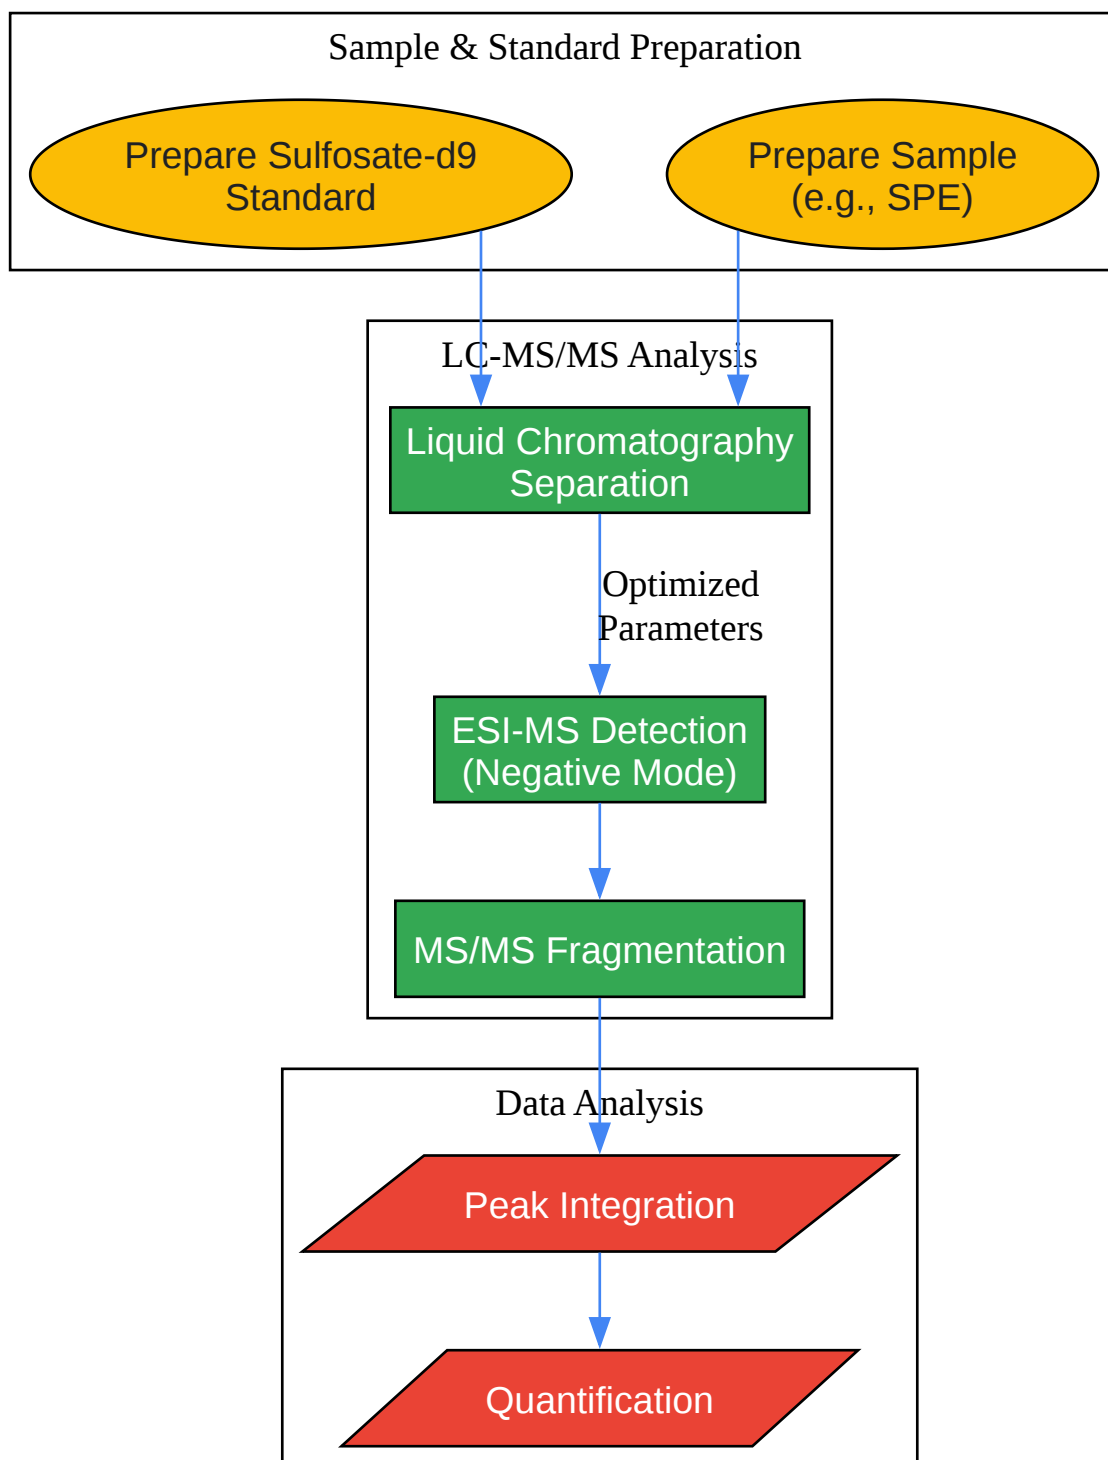 Sample & Standard Preparation
Prepare Sulfosate-d9
Standard
Prepare Sample
(e.g., SPE)
LC-MS/MS Analysis
Liquid Chromatography
Separation
Optimized
Parameters
ESI-MS Detection
(Negative Mode)
MS/MS Fragmentation
Data Analysis
Peak Integration
Quantification